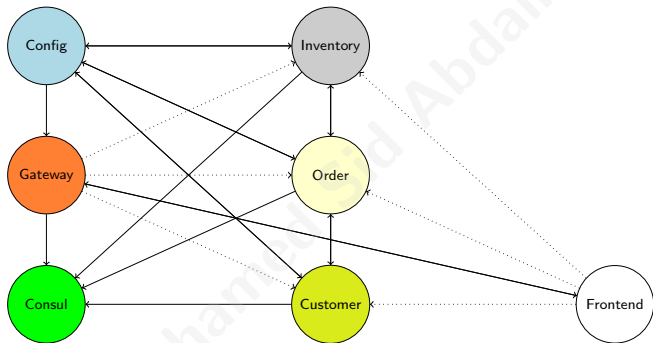 Config
Inventory
Gateway
Order
Consul
Customer
Frontend